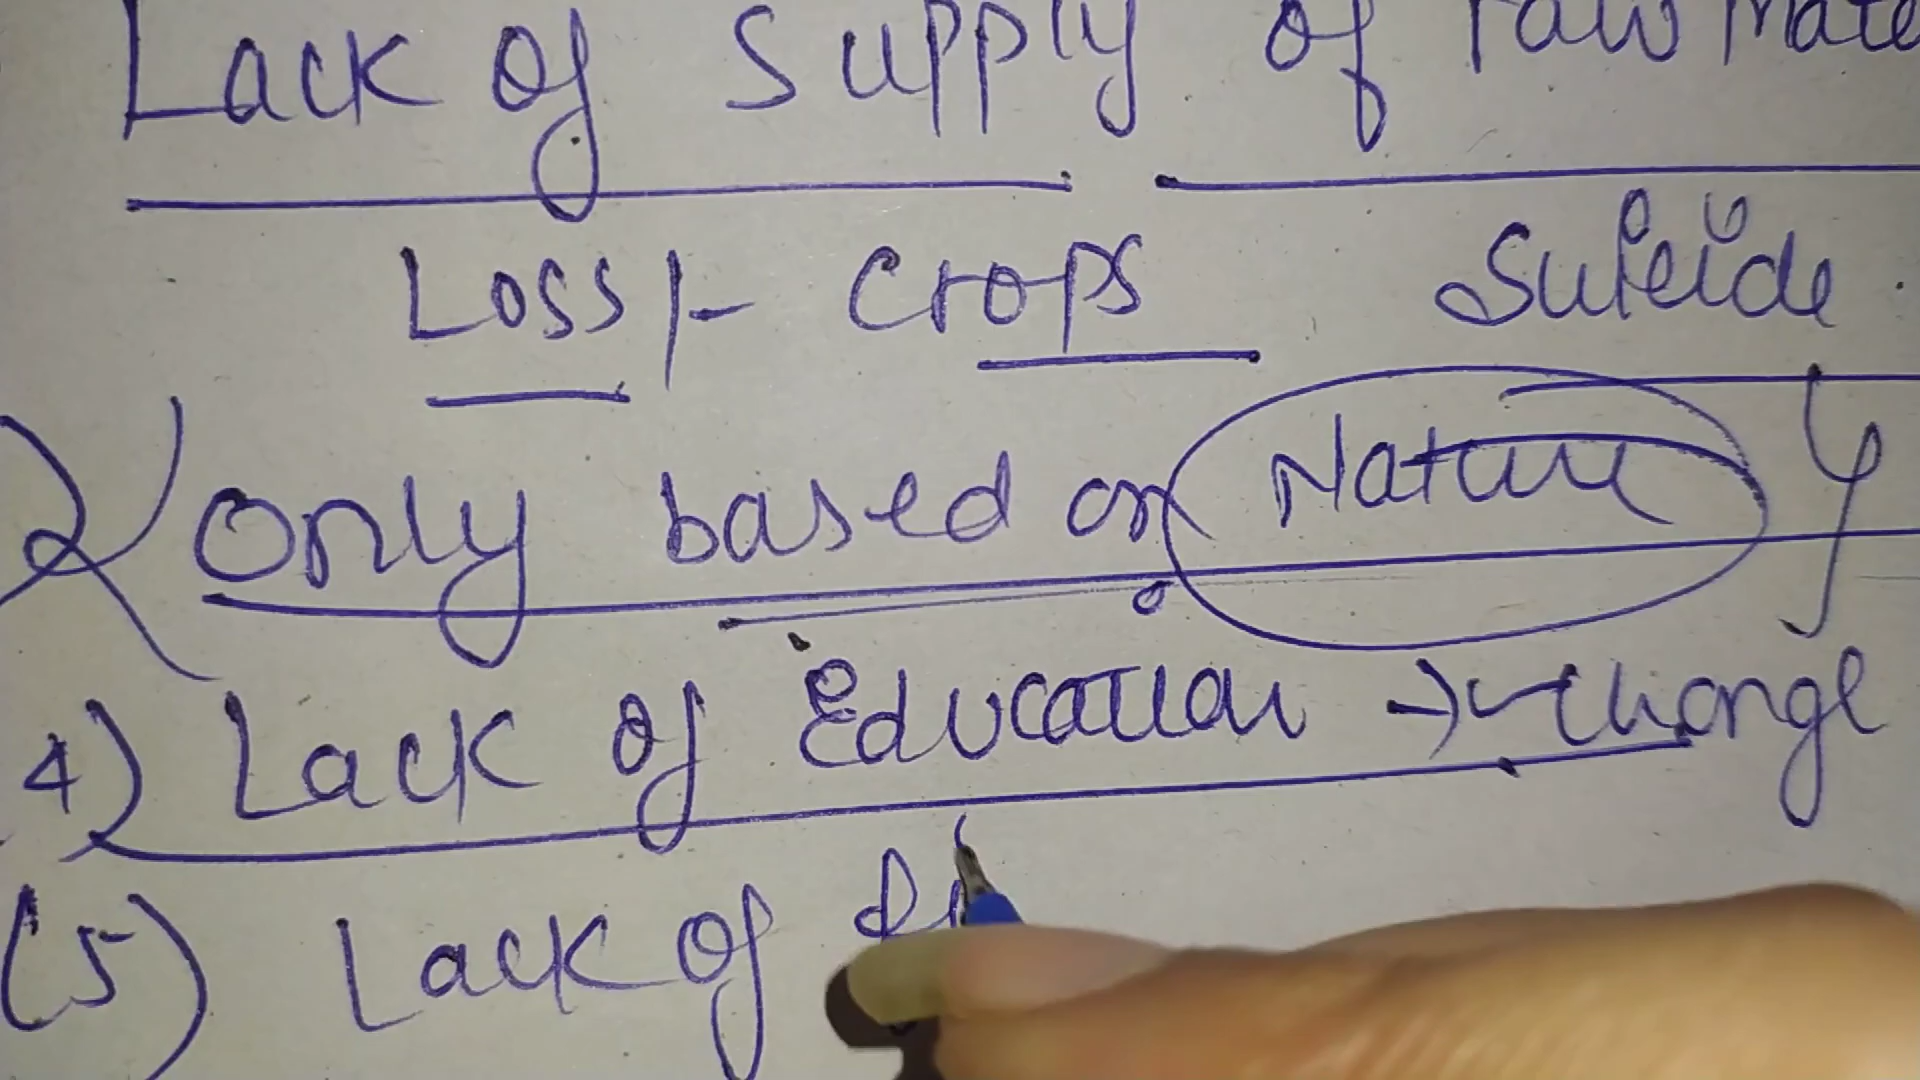 Lack of Supply of raw mate
Loss/- Crops Suicide
Only based on Nature
4) Lack of Education → change
(5) Lack of